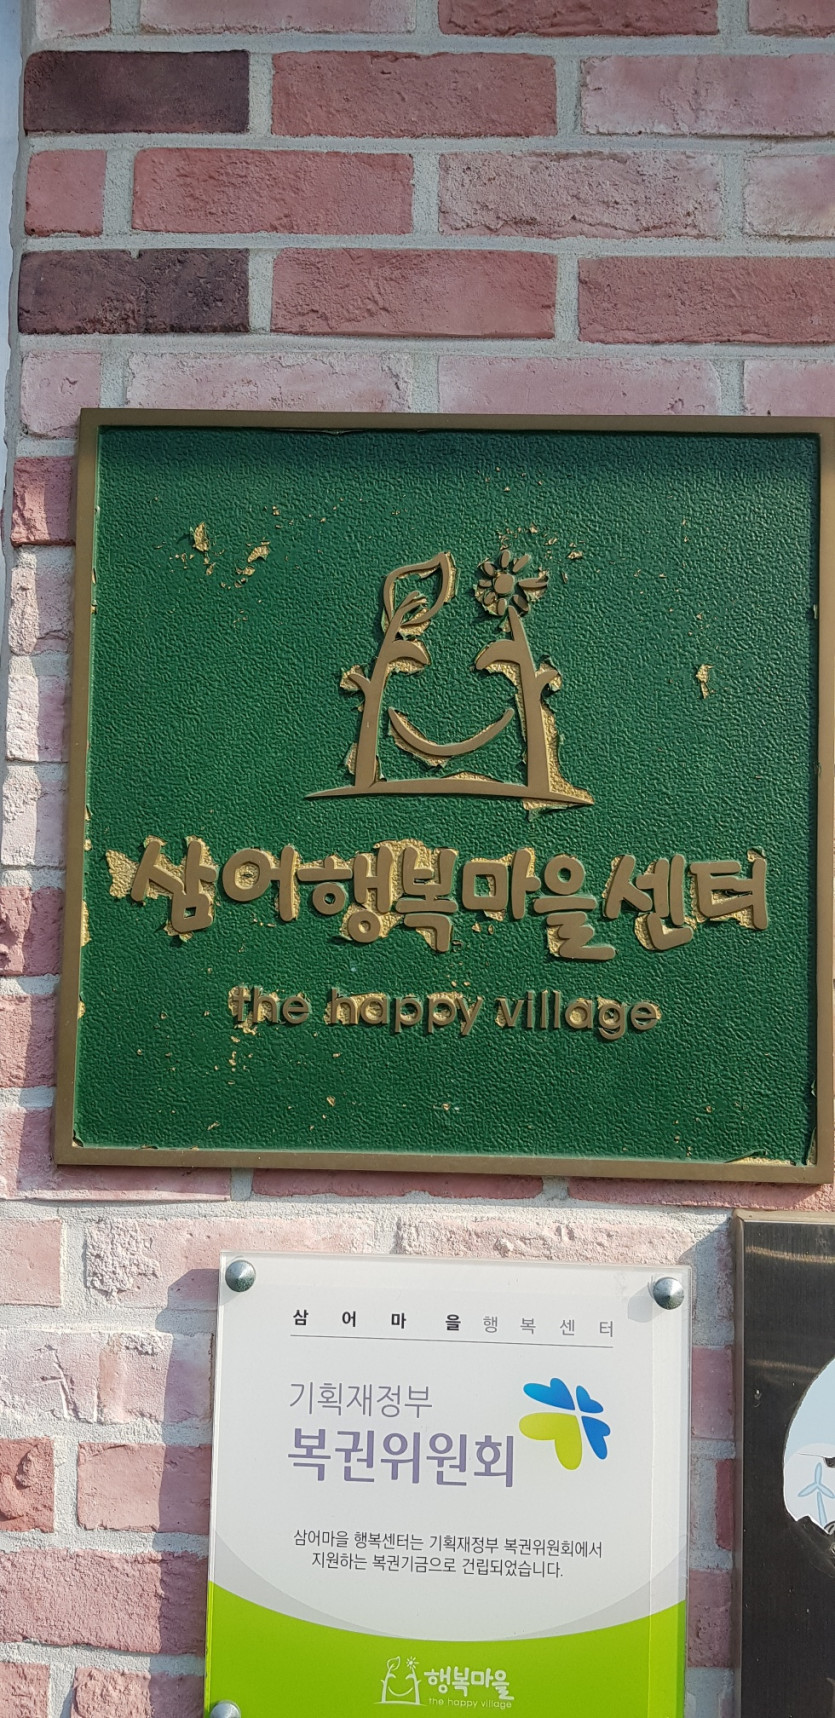 삼어행복마을센터
the happy village
삼어마을행복센터
기획재정부
복권위원회
삼어마을 행복센터는 기획재정부 복권위원회에서
지원하는 복권기금으로 건립되었습니다.
행복마을
the happy village